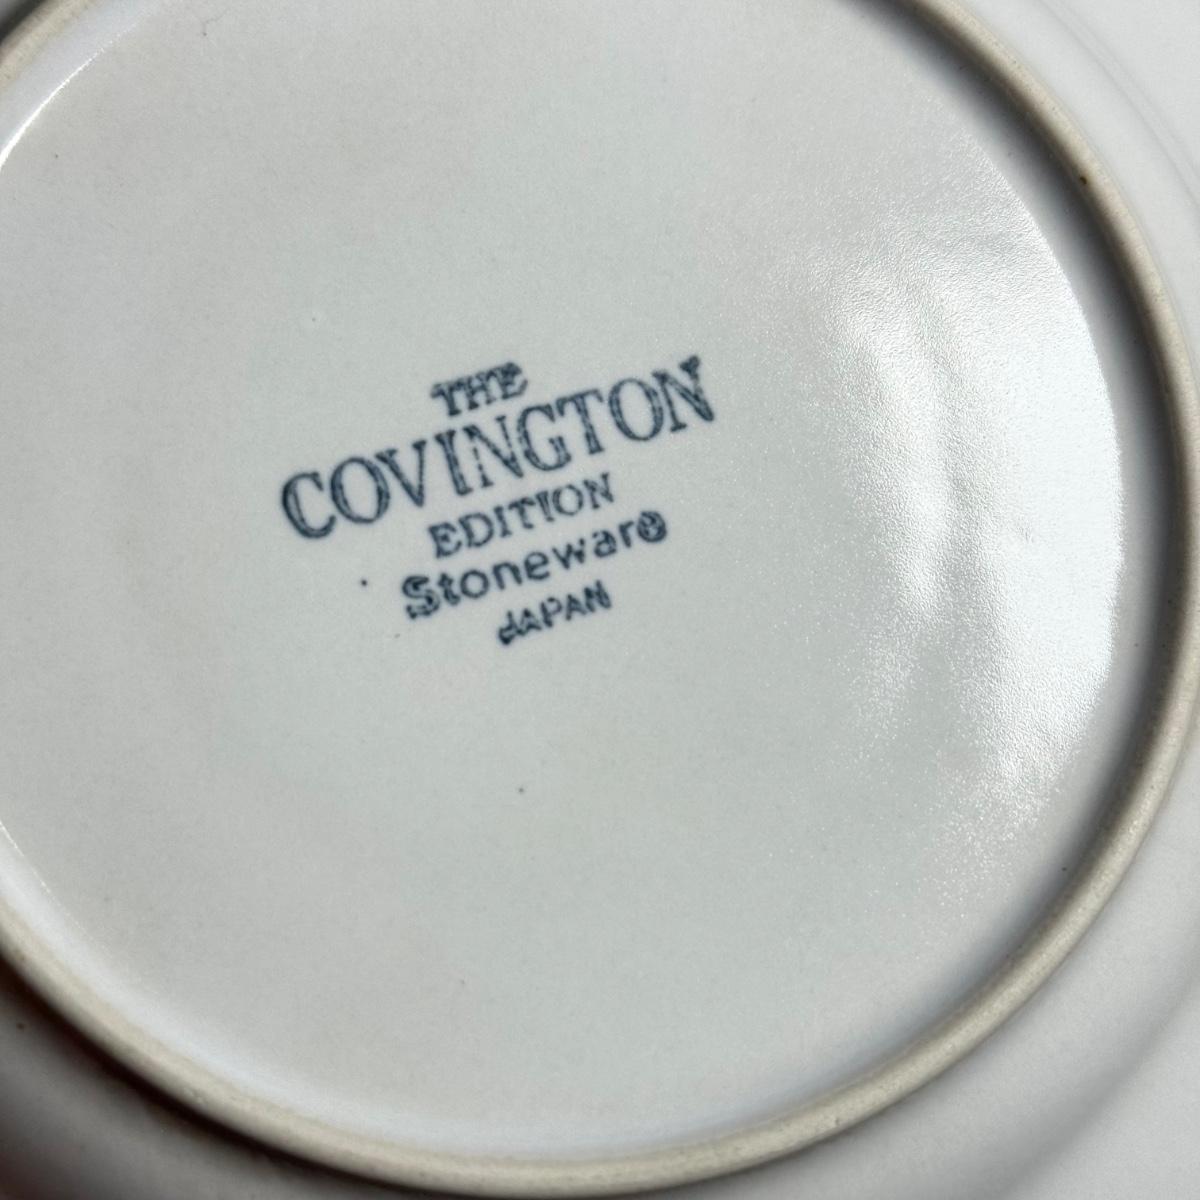 THE
COVINGTON
EDITION
Stoneware
JAPAN